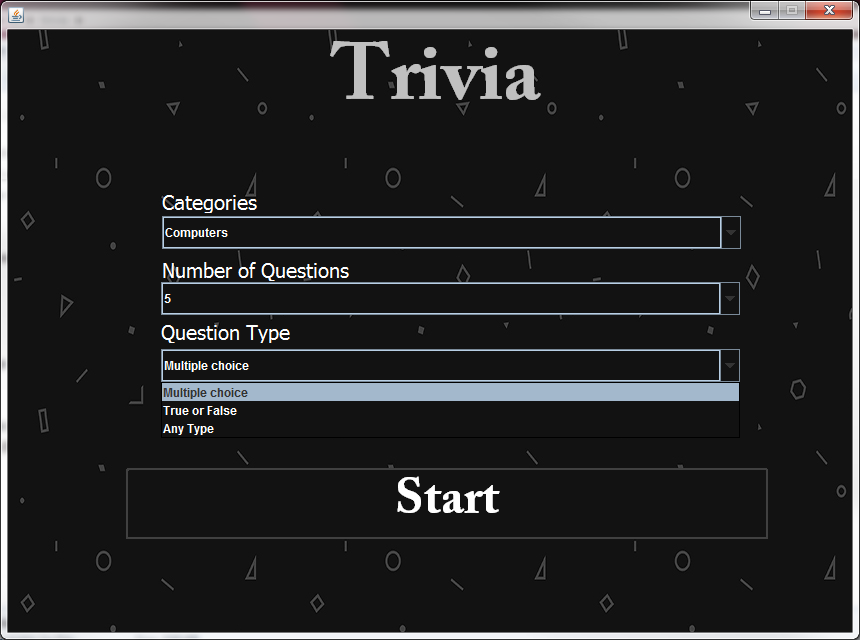 Trivia
Categories
Computers
Number of Questions
5
Question Type
Multiple choice
Multiple choice
True or False
Any Type
Start